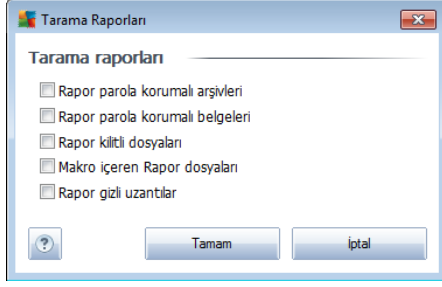 Tarama Raporları
Tarama raporları
Rapor parola korumalı arşivleri
Rapor parola korumalı belgeleri
Rapor kilitli dosyaları
Makro içeren Rapor dosyaları
Rapor gizli uzantılar
?
Tamam
İptal